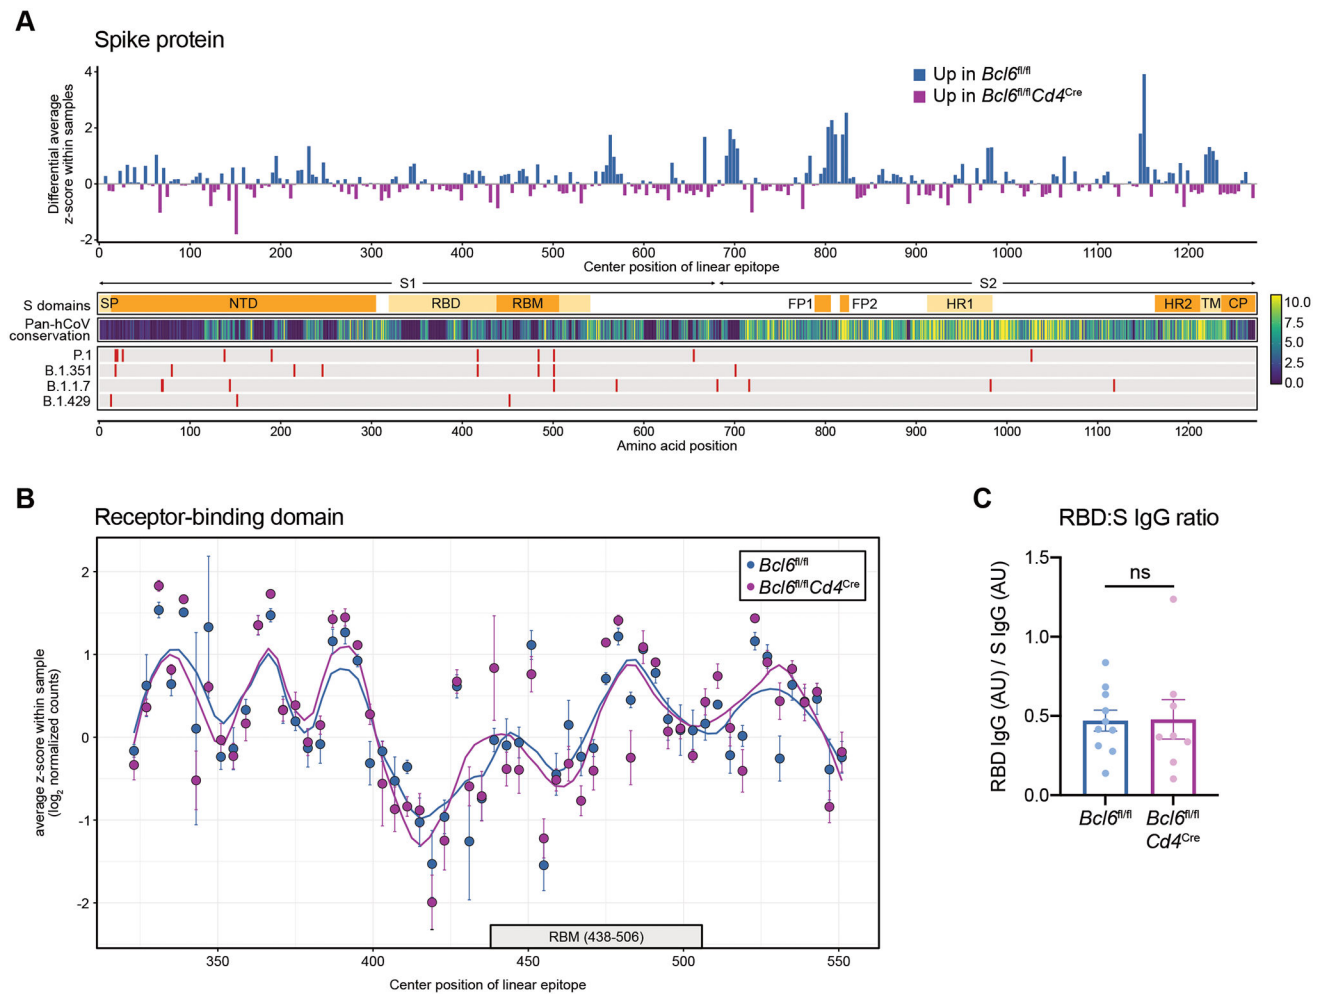 A
Spike protein
Up in Bcl6fl/fl
Up in Bcl6fl/flCd4Cre
Differential average
z-score within samples
4
2
0
-2
0 100 200 300 400 500 600 700 800 900 1000 1100 1200
Center position of linear epitope
S1 S2
S domains SP NTD RBD RBM FP1 FP2 HR1 HR2 TM CP
Pan-hCoV
conservation
P.1
B.1.351
B.1.1.7
B.1.429
10.0
7.5
5.0
2.5
0.0
0 100 200 300 400 500 600 700 800 900 1000 1100 1200
Amino acid position
B
Receptor-binding domain
Bcl6fl/fl
Bcl6fl/flCd4Cre
average z-score within sample
(log2 normalized counts)
2
1
0
-1
-2
RBM (438-506)
350 400 450 500 550
Center position of linear epitope
C
RBD:S IgG ratio
ns
RBD IgG (AU) / S IgG (AU)
1.5
1.0
0.5
0.0
Bcl6fl/fl Bcl6fl/fl
Cd4Cre